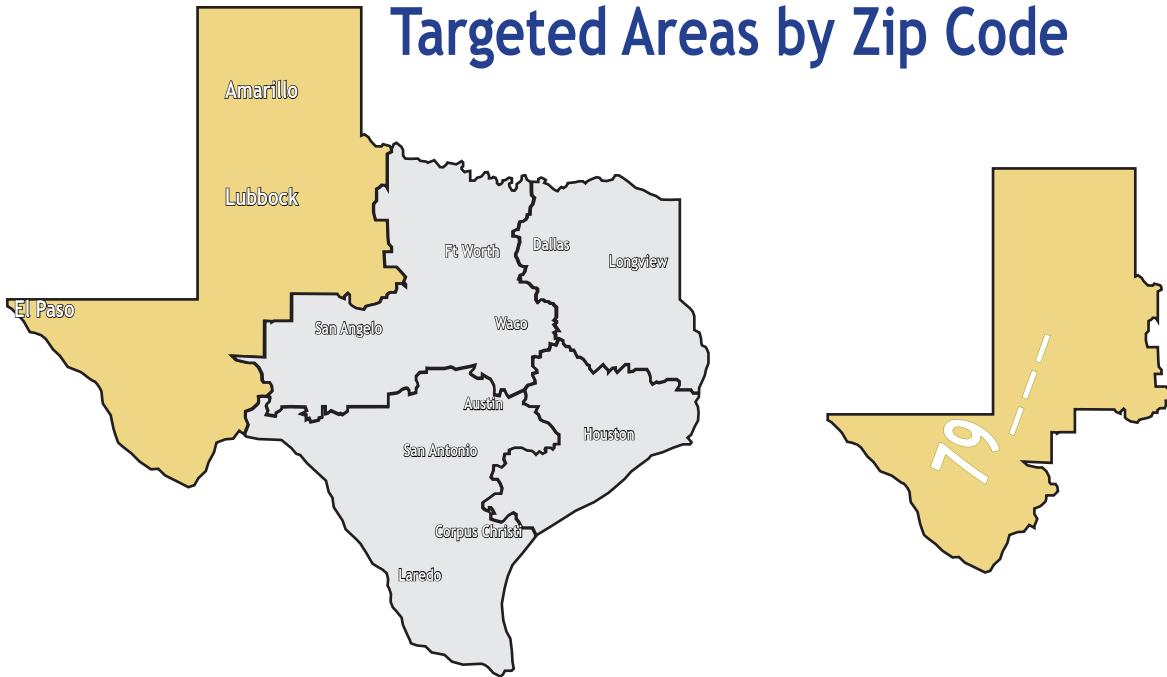 Targeted Areas by Zip Code
Amarillo
Lubbock
Ft Worth
Dallas
Longview
El Paso
San Angelo
Waco
Austin
Houston
San Antonio
Corpus Christi
Laredo
79 – – –